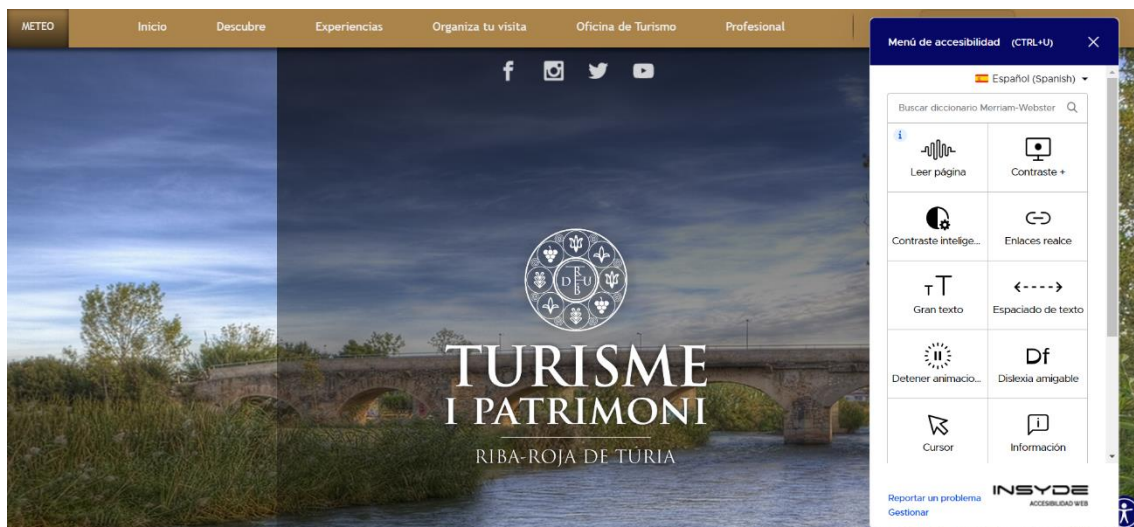 METEO Inicio Descubre Experiencias Organiza tu visita Oficina de Turismo Profesional
D U
TURISME
I PATRIMONI
RIBA-ROJA DE TÚRIA
Menú de accesibilidad (CTRL+U)
Español (Spanish)
Buscar diccionario Merriam-Webster
Leer página Contraste +
Contraste intelige... Enlaces realce
Gran texto Espaciado de texto
Df
Detener animacio... Dislexia amigable
Cursor Información
Reportar un problema
Gestionar
INSYDE
ACCESIBILIDAD WEB